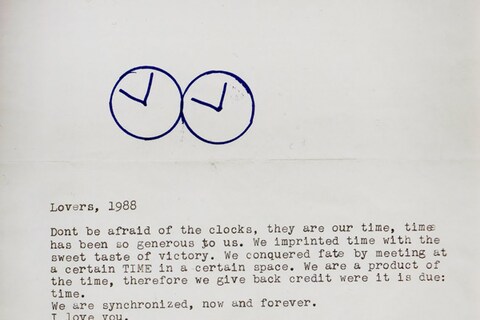 Lovers, 1988
Dont be afraid of the clocks, they are our time, time
has been so generous to us. We imprinted time with the
sweet taste of victory. We conquered fate by meeting at
a certain TIME in a certain space. We are a product of
the time, therefore we give back credit were it is due:
time.
We are synchronized, now and forever.
I love you.